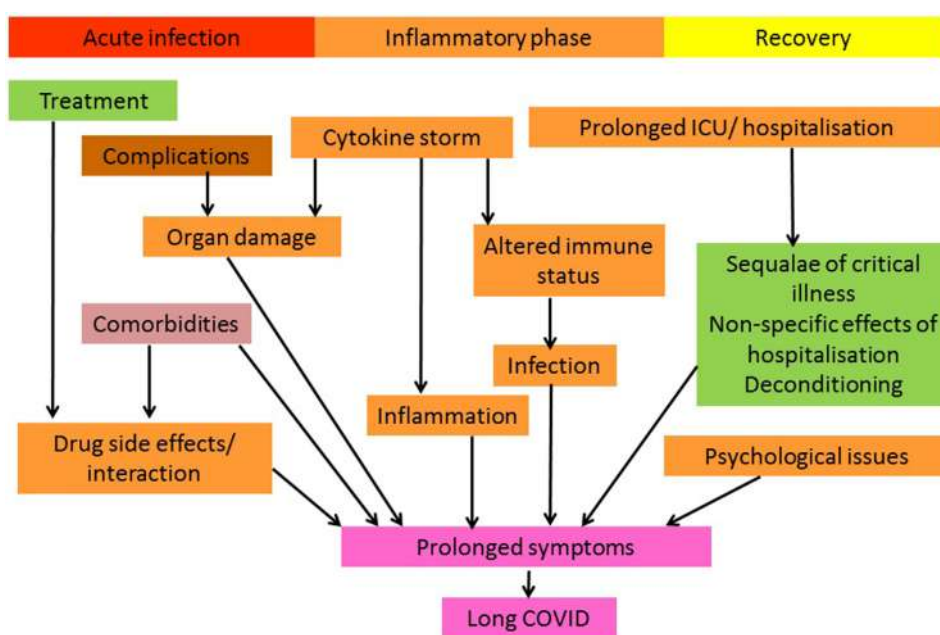 Acute infection
Inflammatory phase
Recovery
Treatment
Complications
Cytokine storm
Prolonged ICU/ hospitalisation
Organ damage
Altered immune
status
Sequalae of critical
illness
Non-specific effects of
hospitalisation
Deconditioning
Comorbidities
Infection
Inflammation
Drug side effects/
interaction
Psychological issues
Prolonged symptoms
Long COVID